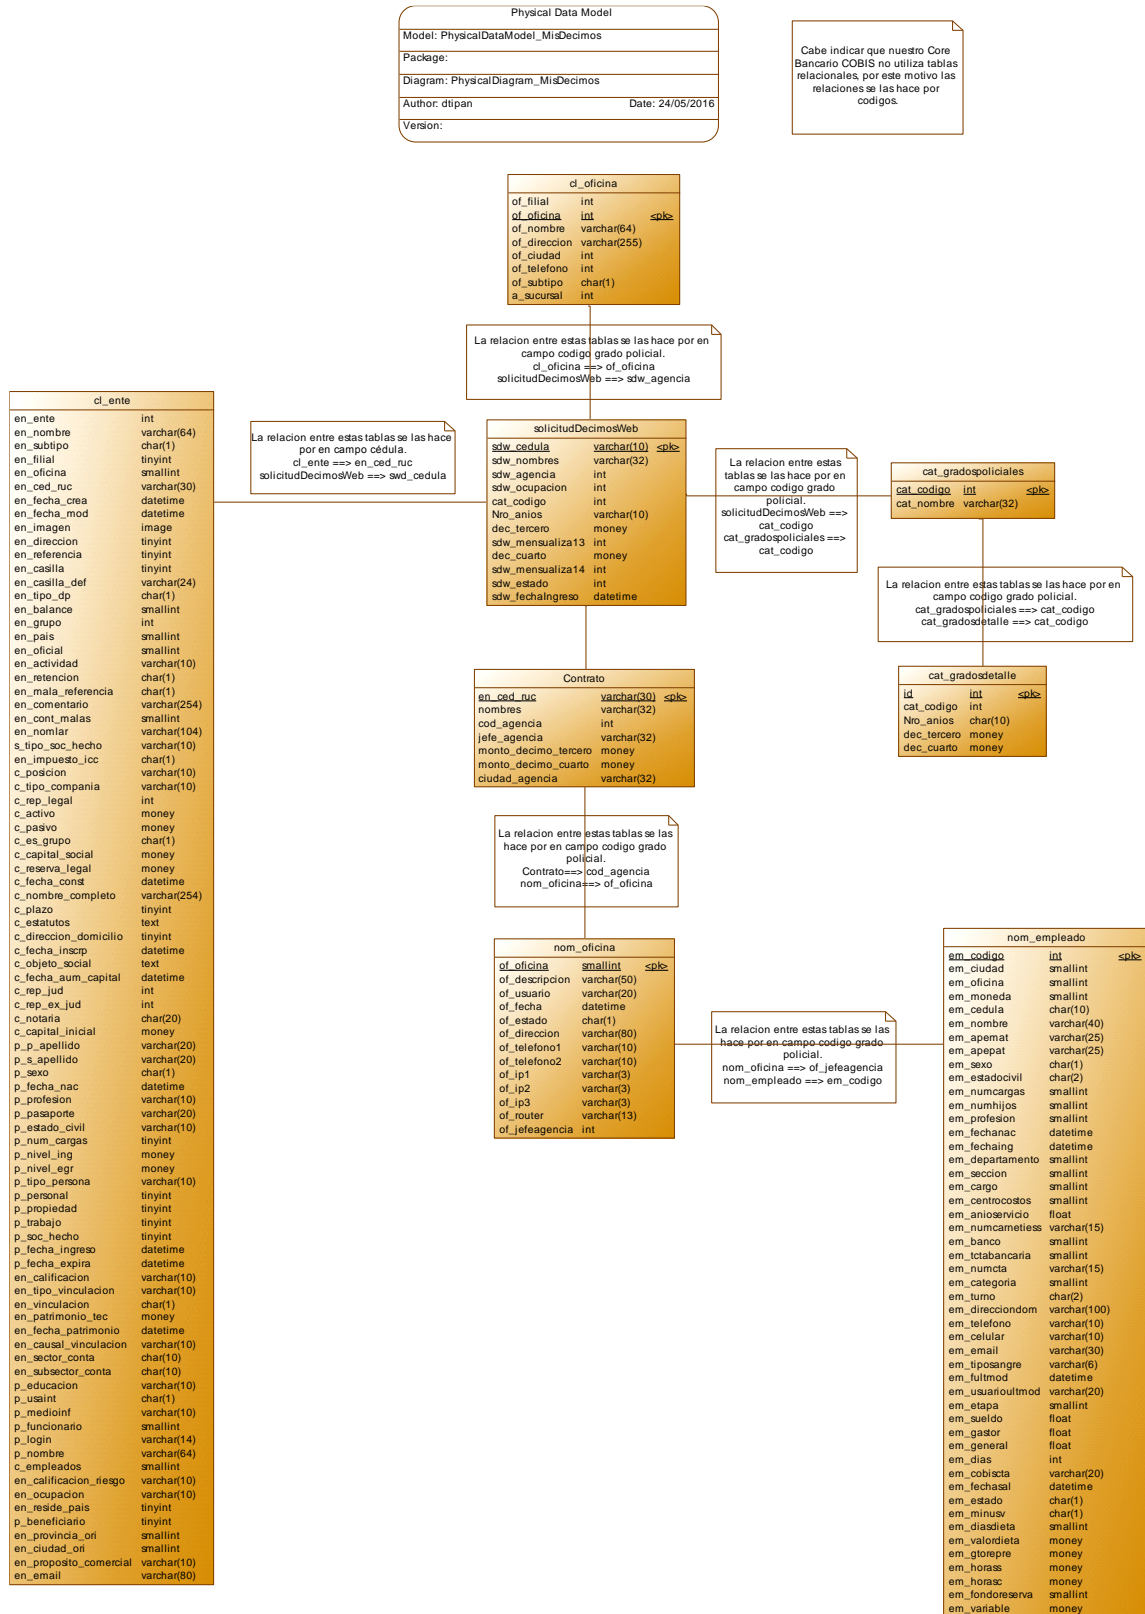 Physical Data Model
Model: PhysicalDataModel_MisDecimos
Package:
Diagram: PhysicalDiagram_MisDecimos
Author: dtipan Date: 24/05/2016
Version:
Cabe indicar que nuestro Core
Bancario COBIS no utiliza tablas
relacionales, por este motivo las
relaciones se las hace por
codigos.
cl_oficina
of_filial int
of_oficina int <pk>
of_nombre varchar(64)
of_direccion varchar(255)
of_ciudad int
of_telefono int
of_subtipo char(1)
a_sucursal int
La relacion entre estas tablas se las hace por en
campo codigo grado policial.
cl_oficina ==> of_oficina
solicitudDecimosWeb ==> sdw_agencia
cl_ente
en_ente int
en_nombre varchar(64)
en_subtipo char(1)
en_filial tinyint
en_oficina smallint
en_ced_ruc varchar(30)
en_fecha_crea datetime
en_fecha_mod datetime
en_imagen image
en_direccion tinyint
en_referencia tinyint
en_casilla tinyint
en_casilla_def varchar(24)
en_tipo_dp char(1)
en_balance smallint
en_grupo int
en_pais smallint
en_oficial smallint
en_actividad varchar(10)
en_retencion char(1)
en_mala_referencia char(1)
en_comentario varchar(254)
en_cont_malas smallint
en_nomlar varchar(104)
s_tipo_soc_hecho varchar(10)
en_impuesto_icc char(1)
c_posicion varchar(10)
c_tipo_compania varchar(10)
c_rep_legal int
c_activo money
c_pasivo money
c_es_grupo char(1)
c_capital_social money
c_reserva_legal money
c_fecha_const datetime
c_nombre_completo varchar(254)
c_plazo tinyint
c_estatutos text
c_direccion_domicilio tinyint
c_fecha_inscrp datetime
c_objeto_social text
c_fecha_aum_capital datetime
c_rep_jud int
c_rep_ex_jud int
c_notaria char(20)
c_capital_inicial money
p_p_apellido varchar(20)
p_s_apellido varchar(20)
p_sexo char(1)
p_fecha_nac datetime
p_profesion varchar(10)
p_pasaporte varchar(20)
p_estado_civil varchar(10)
p_num_cargas tinyint
p_nivel_ing money
p_nivel_egr money
p_tipo_persona varchar(10)
p_personal tinyint
p_propiedad tinyint
p_trabajo tinyint
p_soc_hecho tinyint
p_fecha_ingreso datetime
p_fecha_expira datetime
en_calificacion varchar(10)
en_tipo_vinculacion varchar(10)
en_vinculacion char(1)
en_patrimonio_tec money
en_fecha_patrimonio datetime
en_causal_vinculacion varchar(10)
en_sector_conta char(10)
en_subsector_conta char(10)
p_educacion varchar(10)
p_usaint char(1)
p_medioinf varchar(10)
p_funcionario smallint
p_login varchar(14)
p_nombre varchar(64)
c_empleados smallint
en_calificacion_riesgo varchar(10)
en_ocupacion varchar(10)
en_reside_pais tinyint
p_beneficiario tinyint
en_provincia_ori smallint
en_ciudad_ori smallint
en_proposito_comercial varchar(10)
en_email varchar(80)
La relacion entre estas tablas se las hace
por en campo cédula.
cl_ente ==> en_ced_ruc
solicitudDecimosWeb ==> swd_cedula
solicitudDecimosWeb
sdw_cedula varchar(10) <pk>
sdw_nombres varchar(32)
sdw_agencia int
sdw_ocupacion int
cat_codigo int
Nro_anios varchar(10)
dec_tercero money
sdw_mensualiza13 int
dec_cuarto money
sdw_mensualiza14 int
sdw_estado int
sdw_fechaIngreso datetime
La relacion entre estas
tablas se las hace por en
campo codigo grado
policial.
solicitudDecimosWeb ==>
cat_codigo
cat_gradospoliciales ==>
cat_codigo
cat_gradospoliciales
cat_codigo int <pk>
cat_nombre varchar(32)
La relacion entre estas tablas se las hace por en
campo codigo grado policial.
cat_gradospoliciales ==> cat_codigo
cat_gradosdetalle ==> cat_codigo
cat_gradosdetalle
id int <pk>
cat_codigo int
Nro_anios char(10)
dec_tercero money
dec_cuarto money
Contrato
en_ced_ruc varchar(30) <pk>
nombres varchar(32)
cod_agencia int
jefe_agencia varchar(32)
monto_decimo_tercero money
monto_decimo_cuarto money
ciudad_agencia varchar(32)
La relacion entre estas tablas se las
hace por en campo codigo grado
policial.
Contrato==> cod_agencia
nom_oficina==> of_oficina
nom_oficina
of_oficina smallint <pk>
of_descripcion varchar(50)
of_usuario varchar(20)
of_fecha datetime
of_estado char(1)
of_direccion varchar(80)
of_telefono1 varchar(10)
of_telefono2 varchar(10)
of_ip1 varchar(3)
of_ip2 varchar(3)
of_ip3 varchar(3)
of_router varchar(13)
of_jefeagencia int
La relacion entre estas tablas se las
hace por en campo codigo grado
policial.
nom_oficina ==> of_jefeagencia
nom_empleado ==> em_codigo
nom_empleado
em_codigo int <pk>
em_ciudad smallint
em_oficina smallint
em_moneda smallint
em_cedula char(10)
em_nombre varchar(40)
em_apemat varchar(25)
em_apepat varchar(25)
em_sexo char(1)
em_estadocivil char(2)
em_numcargas smallint
em_numhijos smallint
em_profesion smallint
em_fechanac datetime
em_fechaing datetime
em_departamento smallint
em_seccion smallint
em_cargo smallint
em_centrocostos smallint
em_anioservicio float
em_numcarnetiess varchar(15)
em_banco smallint
em_tctabancaria smallint
em_numcta varchar(15)
em_categoria smallint
em_turno char(2)
em_direcciondom varchar(100)
em_telefono varchar(10)
em_celular varchar(10)
em_email varchar(30)
em_tiposangre varchar(6)
em_fultmod datetime
em_usuarioultmod varchar(20)
em_etapa smallint
em_sueldo float
em_gastor float
em_general float
em_dias int
em_cobiscta varchar(20)
em_fechasal datetime
em_estado char(1)
em_minusv char(1)
em_diasdieta smallint
em_valordieta money
em_gtorepre money
em_horass money
em_horasc money
em_fondoreserva smallint
em_variable money